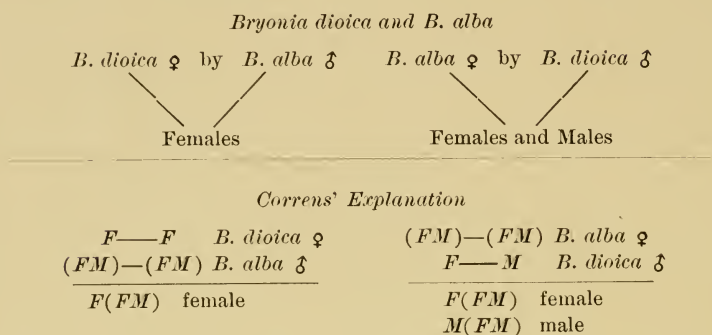 Bryonia dioica and B. alba
B. dioica ♀ by B. alba ♂ B. alba ♀ by B. dioica ♂
Females Females and Males
Correns' Explanation
F——F B. dioica ♀ (FM)—(FM) B. alba ♀
(FM)—(FM) B. alba ♂ F——M B. dioica ♂
F(FM) female F(FM) female
M(FM) male